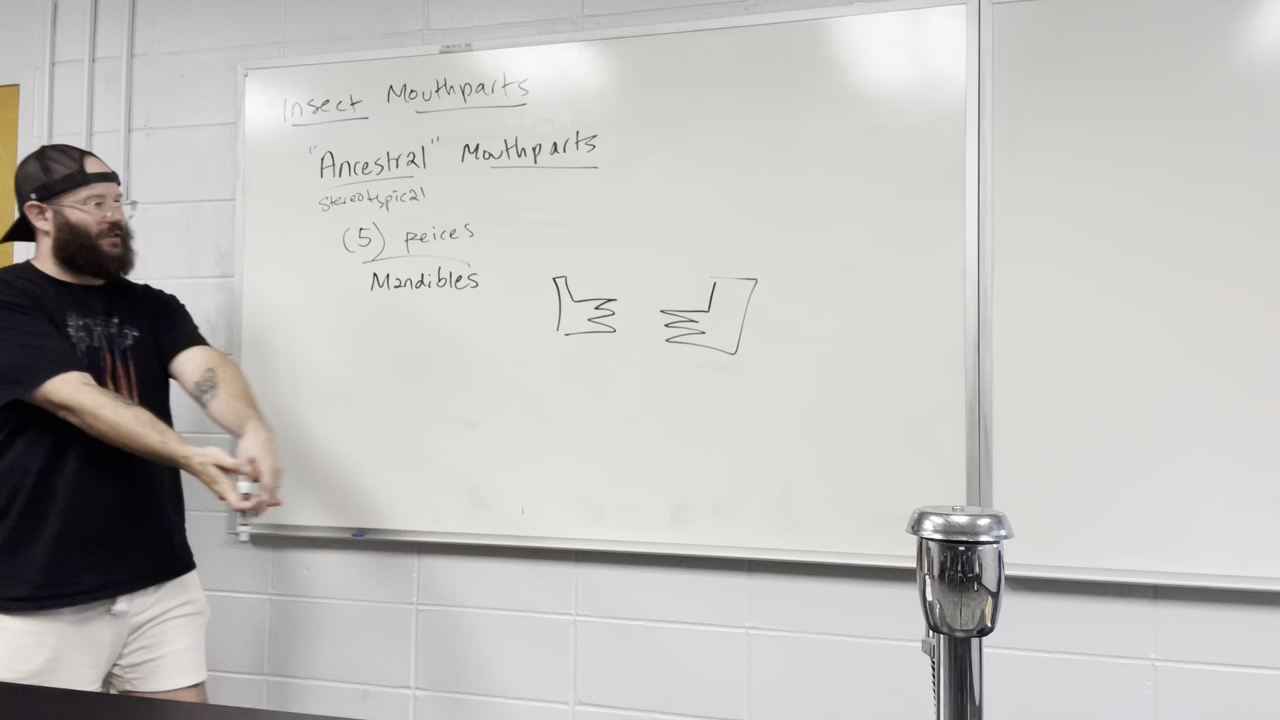 Insect Mouthparts
"Ancestral" Mouthparts
stereotypical
(5) peices
Mandibles